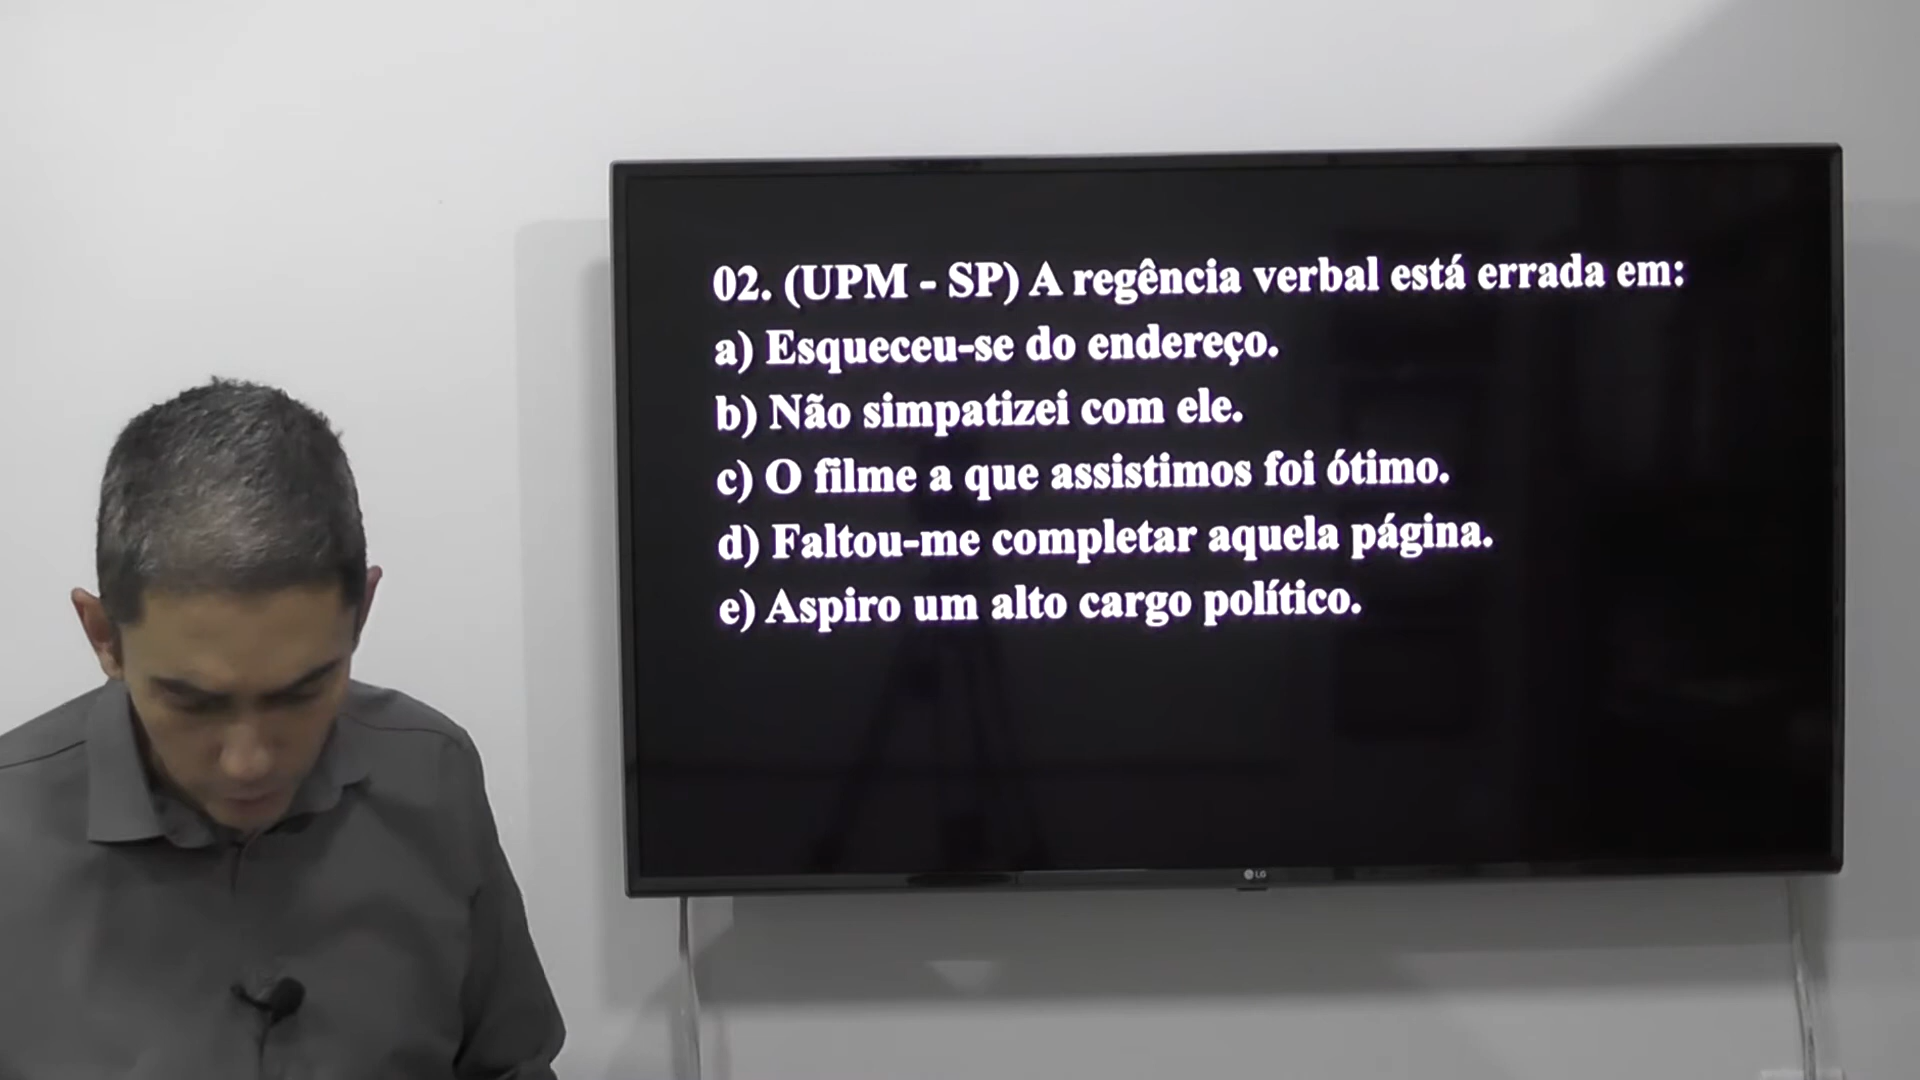 02. (UPM - SP) A regência verbal está errada em:
a) Esqueceu-se do endereço.
b) Não simpatizei com ele.
c) O filme a que assistimos foi ótimo.
d) Faltou-me completar aquela página.
e) Aspiro um alto cargo político.
LG